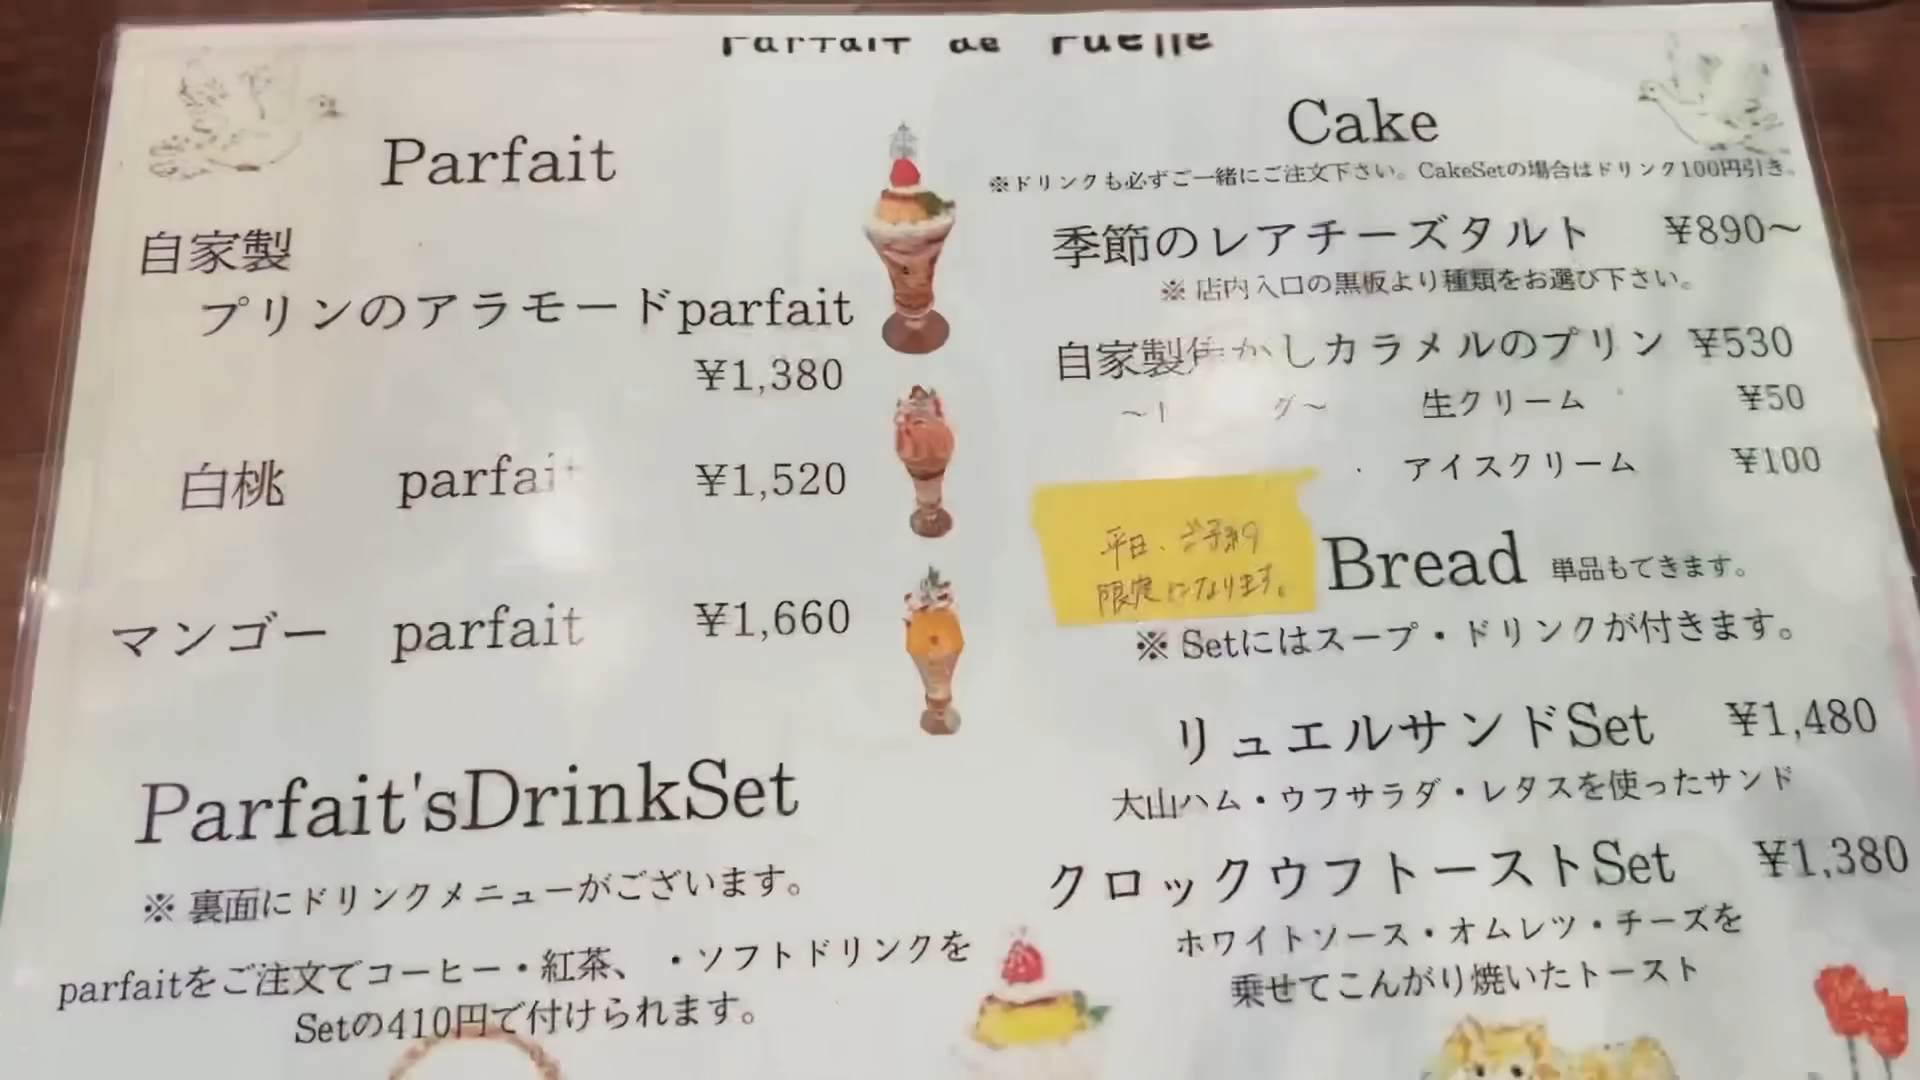 Parfait de Ruelle
Parfait
自家製
プリンのアラモードparfait
¥1,380
白桃 parfait ¥1,520
マンゴー parfait ¥1,660
Parfait'sDrinkSet
※ 裏面にドリンクメニューがございます。
parfaitをご注文でコーヒー・紅茶、・ソフトドリンクを
Setの410円で付けられます。
Cake
※ドリンクも必ずご一緒にご注文下さい。CakeSetの場合はドリンク100円引き。
季節のレアチーズタルト ¥890～
※ 店内入口の黒板より種類をお選び下さい。
自家製焦がしカラメルのプリン ¥530
生クリーム ¥50
アイスクリーム ¥100
平日、ご予約
限定になります。
Bread 単品もできます。
※ Setにはスープ・ドリンクが付きます。
リュエルサンドSet ¥1,480
大山ハム・ウフサラダ・レタスを使ったサンド
クロックウフトーストSet ¥1,380
ホワイトソース・オムレツ・チーズを
乗せてこんがり焼いたトースト